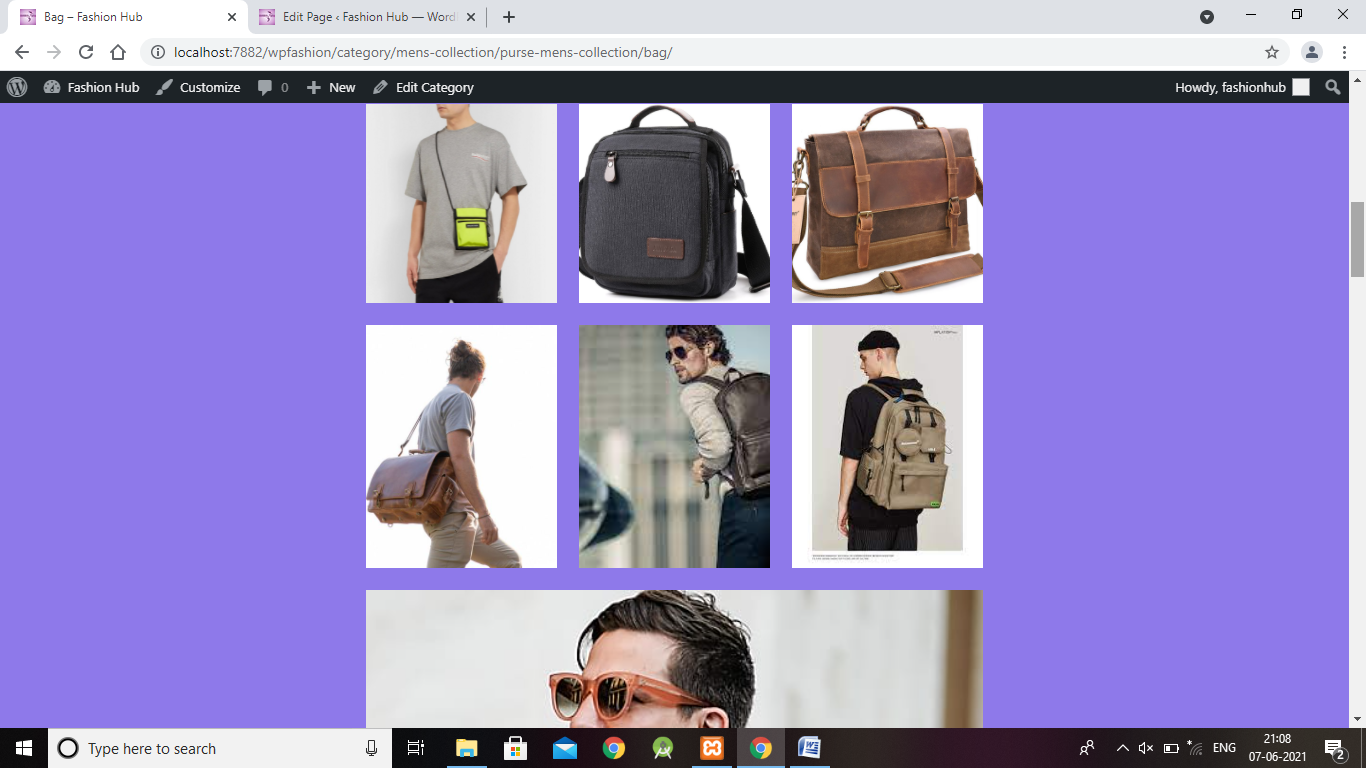 Bag – Fashion Hub
Edit Page ‹ Fashion Hub — Word
localhost:7882/wpfashion/category/mens-collection/purse-mens-collection/bag/
Fashion Hub
Customize
0
New
Edit Category
Howdy, fashionhub
Type here to search
ENG
21:08
07-06-2021
2